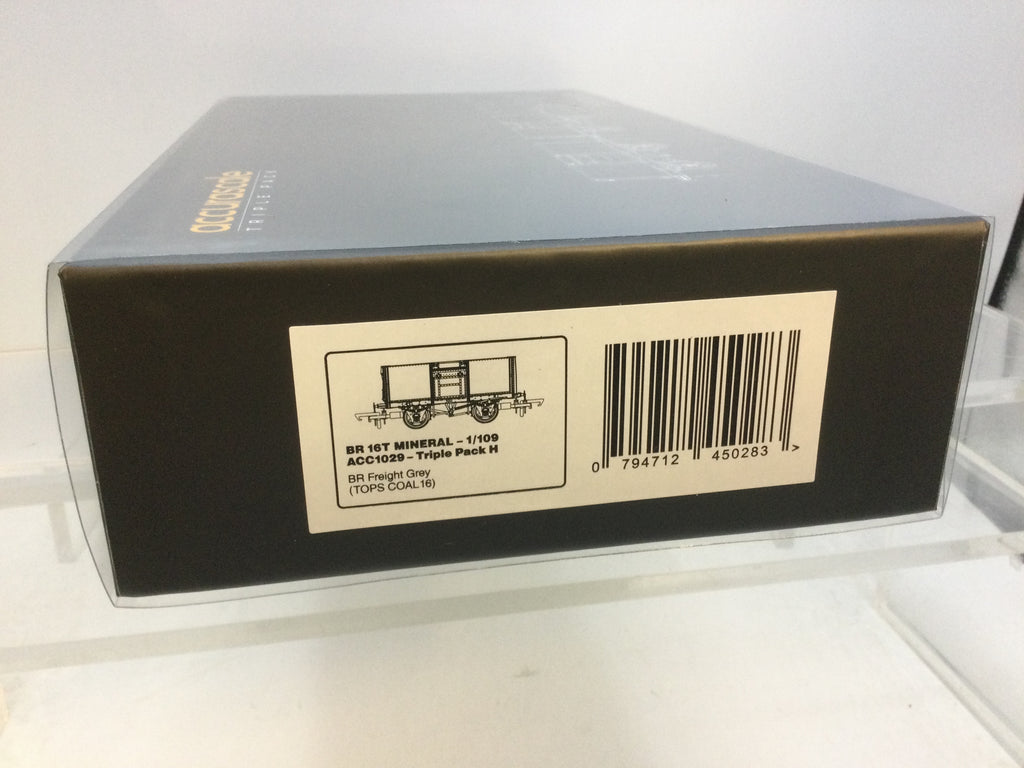 accurascale
TRIPLE PACK
BR 16T MINERAL – 1/109
ACC1029 – Triple Pack H
BR Freight Grey
(TOPS COAL16)
0 794712 450283 >